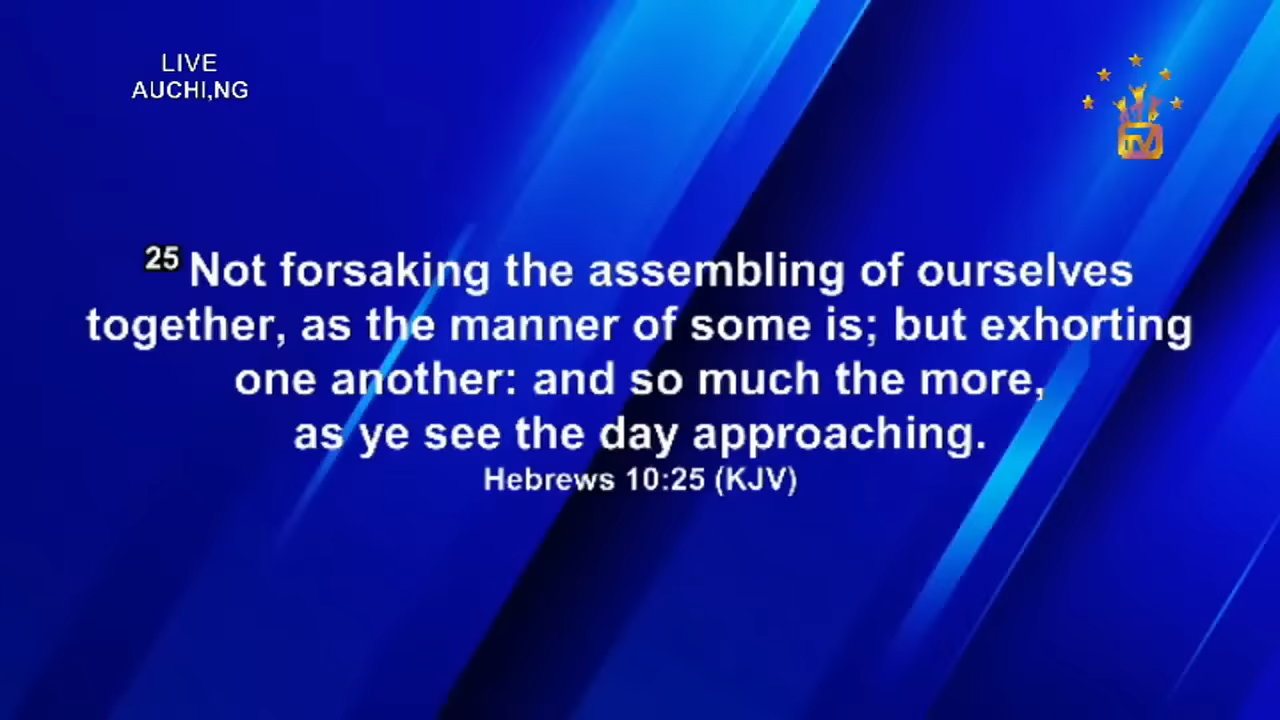 LIVE
AUCHI,NG
TV
25 Not forsaking the assembling of ourselves
together, as the manner of some is; but exhorting
one another: and so much the more,
as ye see the day approaching.
Hebrews 10:25 (KJV)